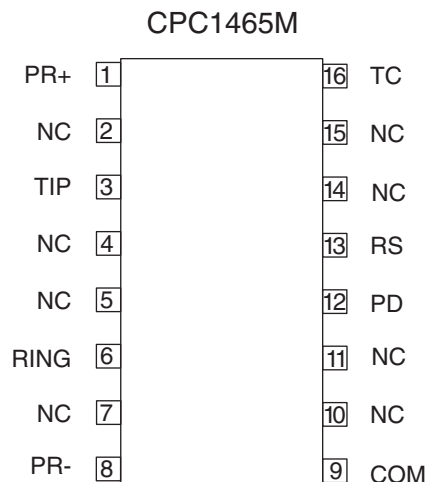 CPC1465M
PR+ 1 16 TC
NC 2 15 NC
TIP 3 14 NC
NC 4 13 RS
NC 5 12 PD
RING 6 11 NC
NC 7 10 NC
PR- 8 9 COM